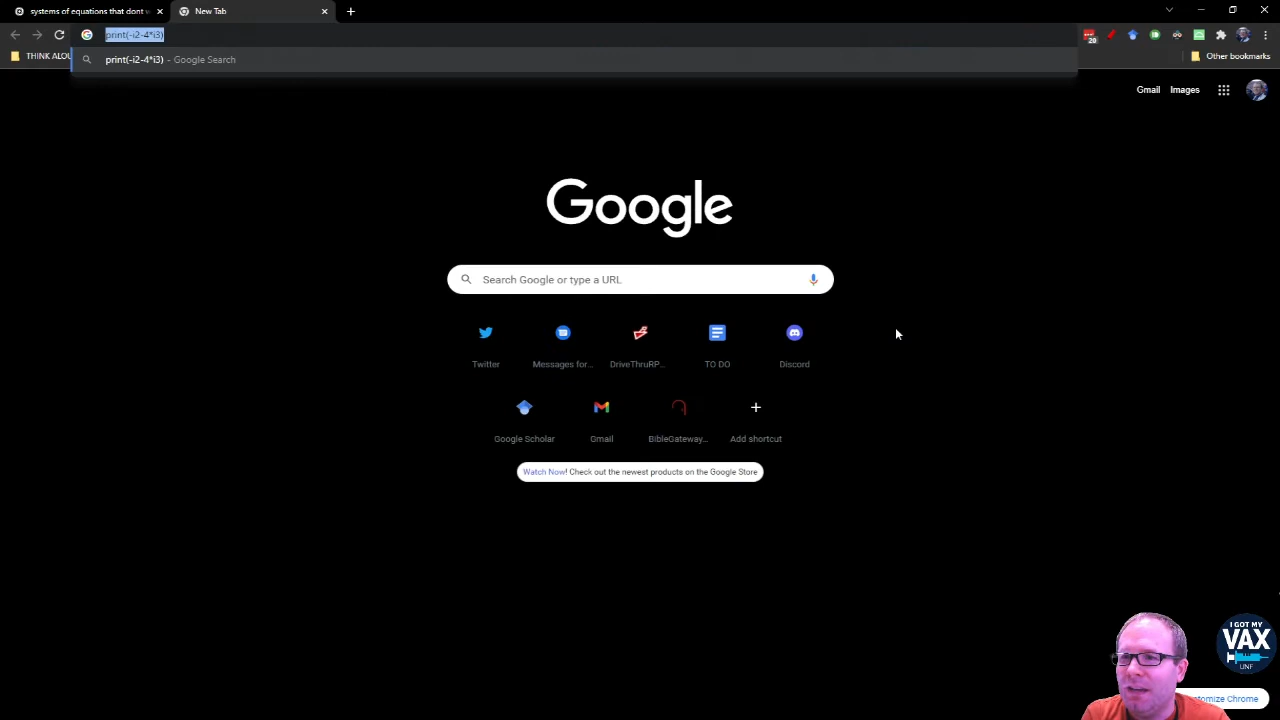 systems of equations that dont w
New Tab
print(-i2-4*i3)
20
THINK ALOU
print(-i2-4*i3) - Google Search
Other bookmarks
Gmail
Images
Google
Search Google or type a URL
Twitter
Messages for...
DriveThruRP...
TO DO
Discord
Google Scholar
Gmail
BibleGateway...
Add shortcut
Watch Now! Check out the newest products on the Google Store
I GOT MY
VAX
UNF
tomize Chrome